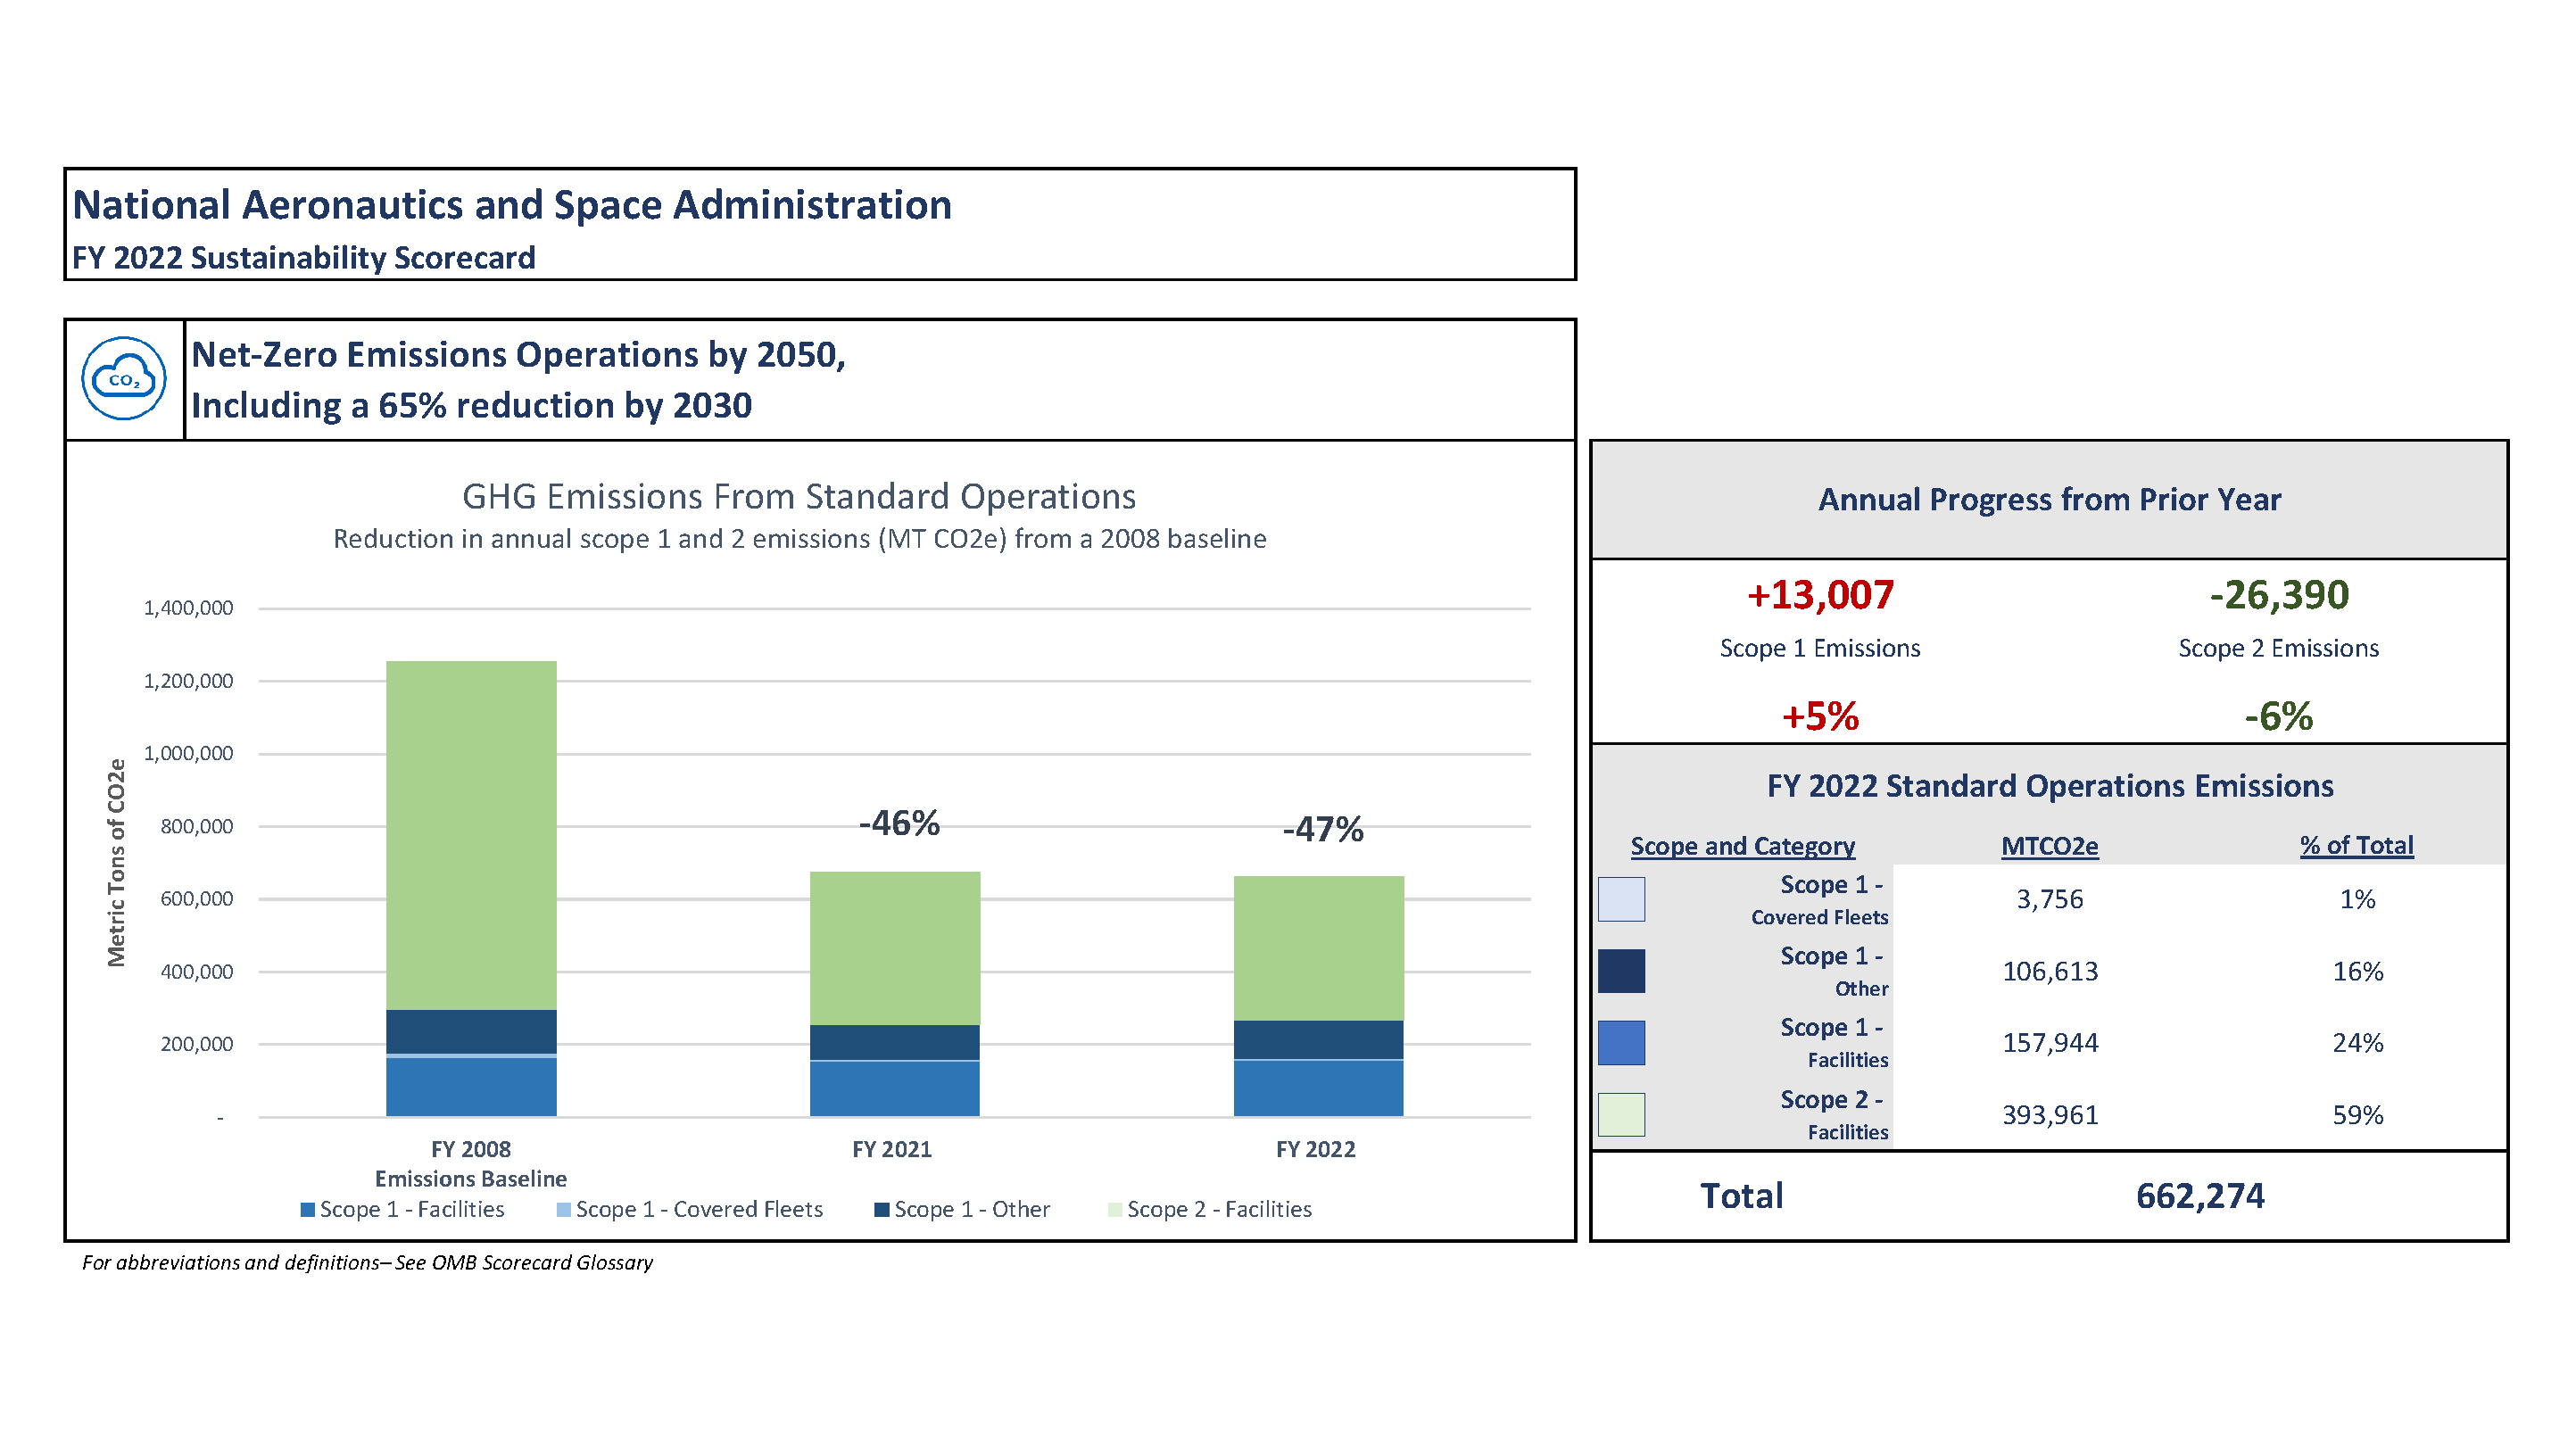 National Aeronautics and Space Administration
FY 2022 Sustainability Scorecard
CO₂
Net-Zero Emissions Operations by 2050,
Including a 65% reduction by 2030
GHG Emissions From Standard Operations
Reduction in annual scope 1 and 2 emissions (MT CO2e) from a 2008 baseline
Metric Tons of CO2e
1,400,000
1,200,000
1,000,000
800,000
600,000
400,000
200,000
-
-46%
-47%
FY 2008
Emissions Baseline
FY 2021
FY 2022
Scope 1 - Facilities
Scope 1 - Covered Fleets
Scope 1 - Other
Scope 2 - Facilities
Annual Progress from Prior Year
+13,007 -26,390
Scope 1 Emissions Scope 2 Emissions
+5% -6%
FY 2022 Standard Operations Emissions
Scope and Category MTCO2e % of Total
Scope 1 -
Covered Fleets
3,756 1%
Scope 1 -
Other
106,613 16%
Scope 1 -
Facilities
157,944 24%
Scope 2 -
Facilities
393,961 59%
Total 662,274
For abbreviations and definitions– See OMB Scorecard Glossary